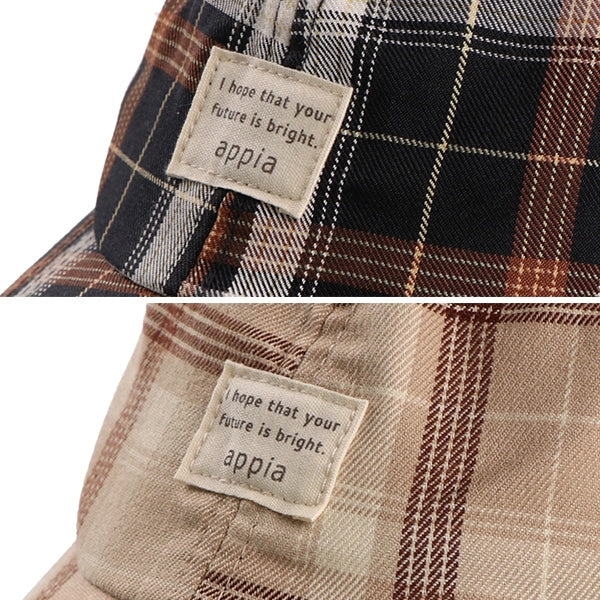 I hope that your
future is bright.
appia
I hope that your
future is bright.
appia